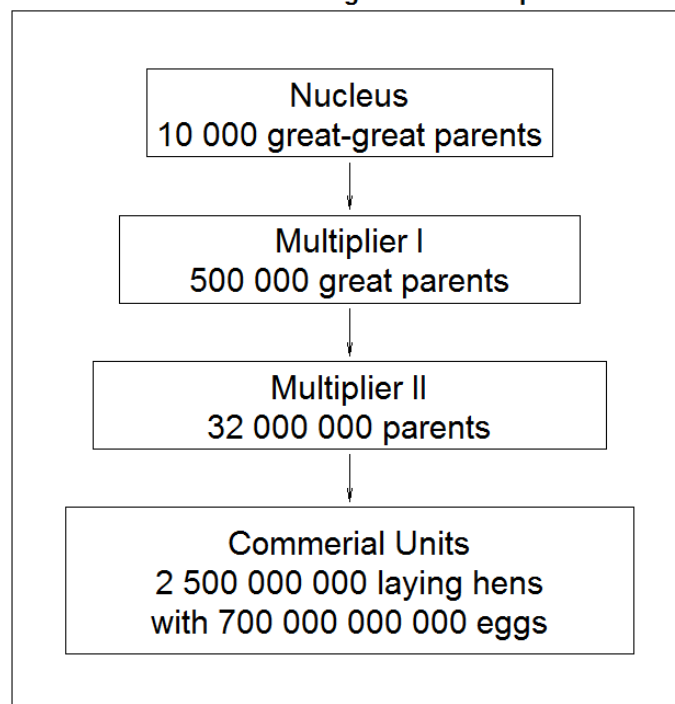 Nucleus
10 000 great-great parents
Multiplier I
500 000 great parents
Multiplier II
32 000 000 parents
Commerial Units
2 500 000 000 laying hens
with 700 000 000 000 eggs